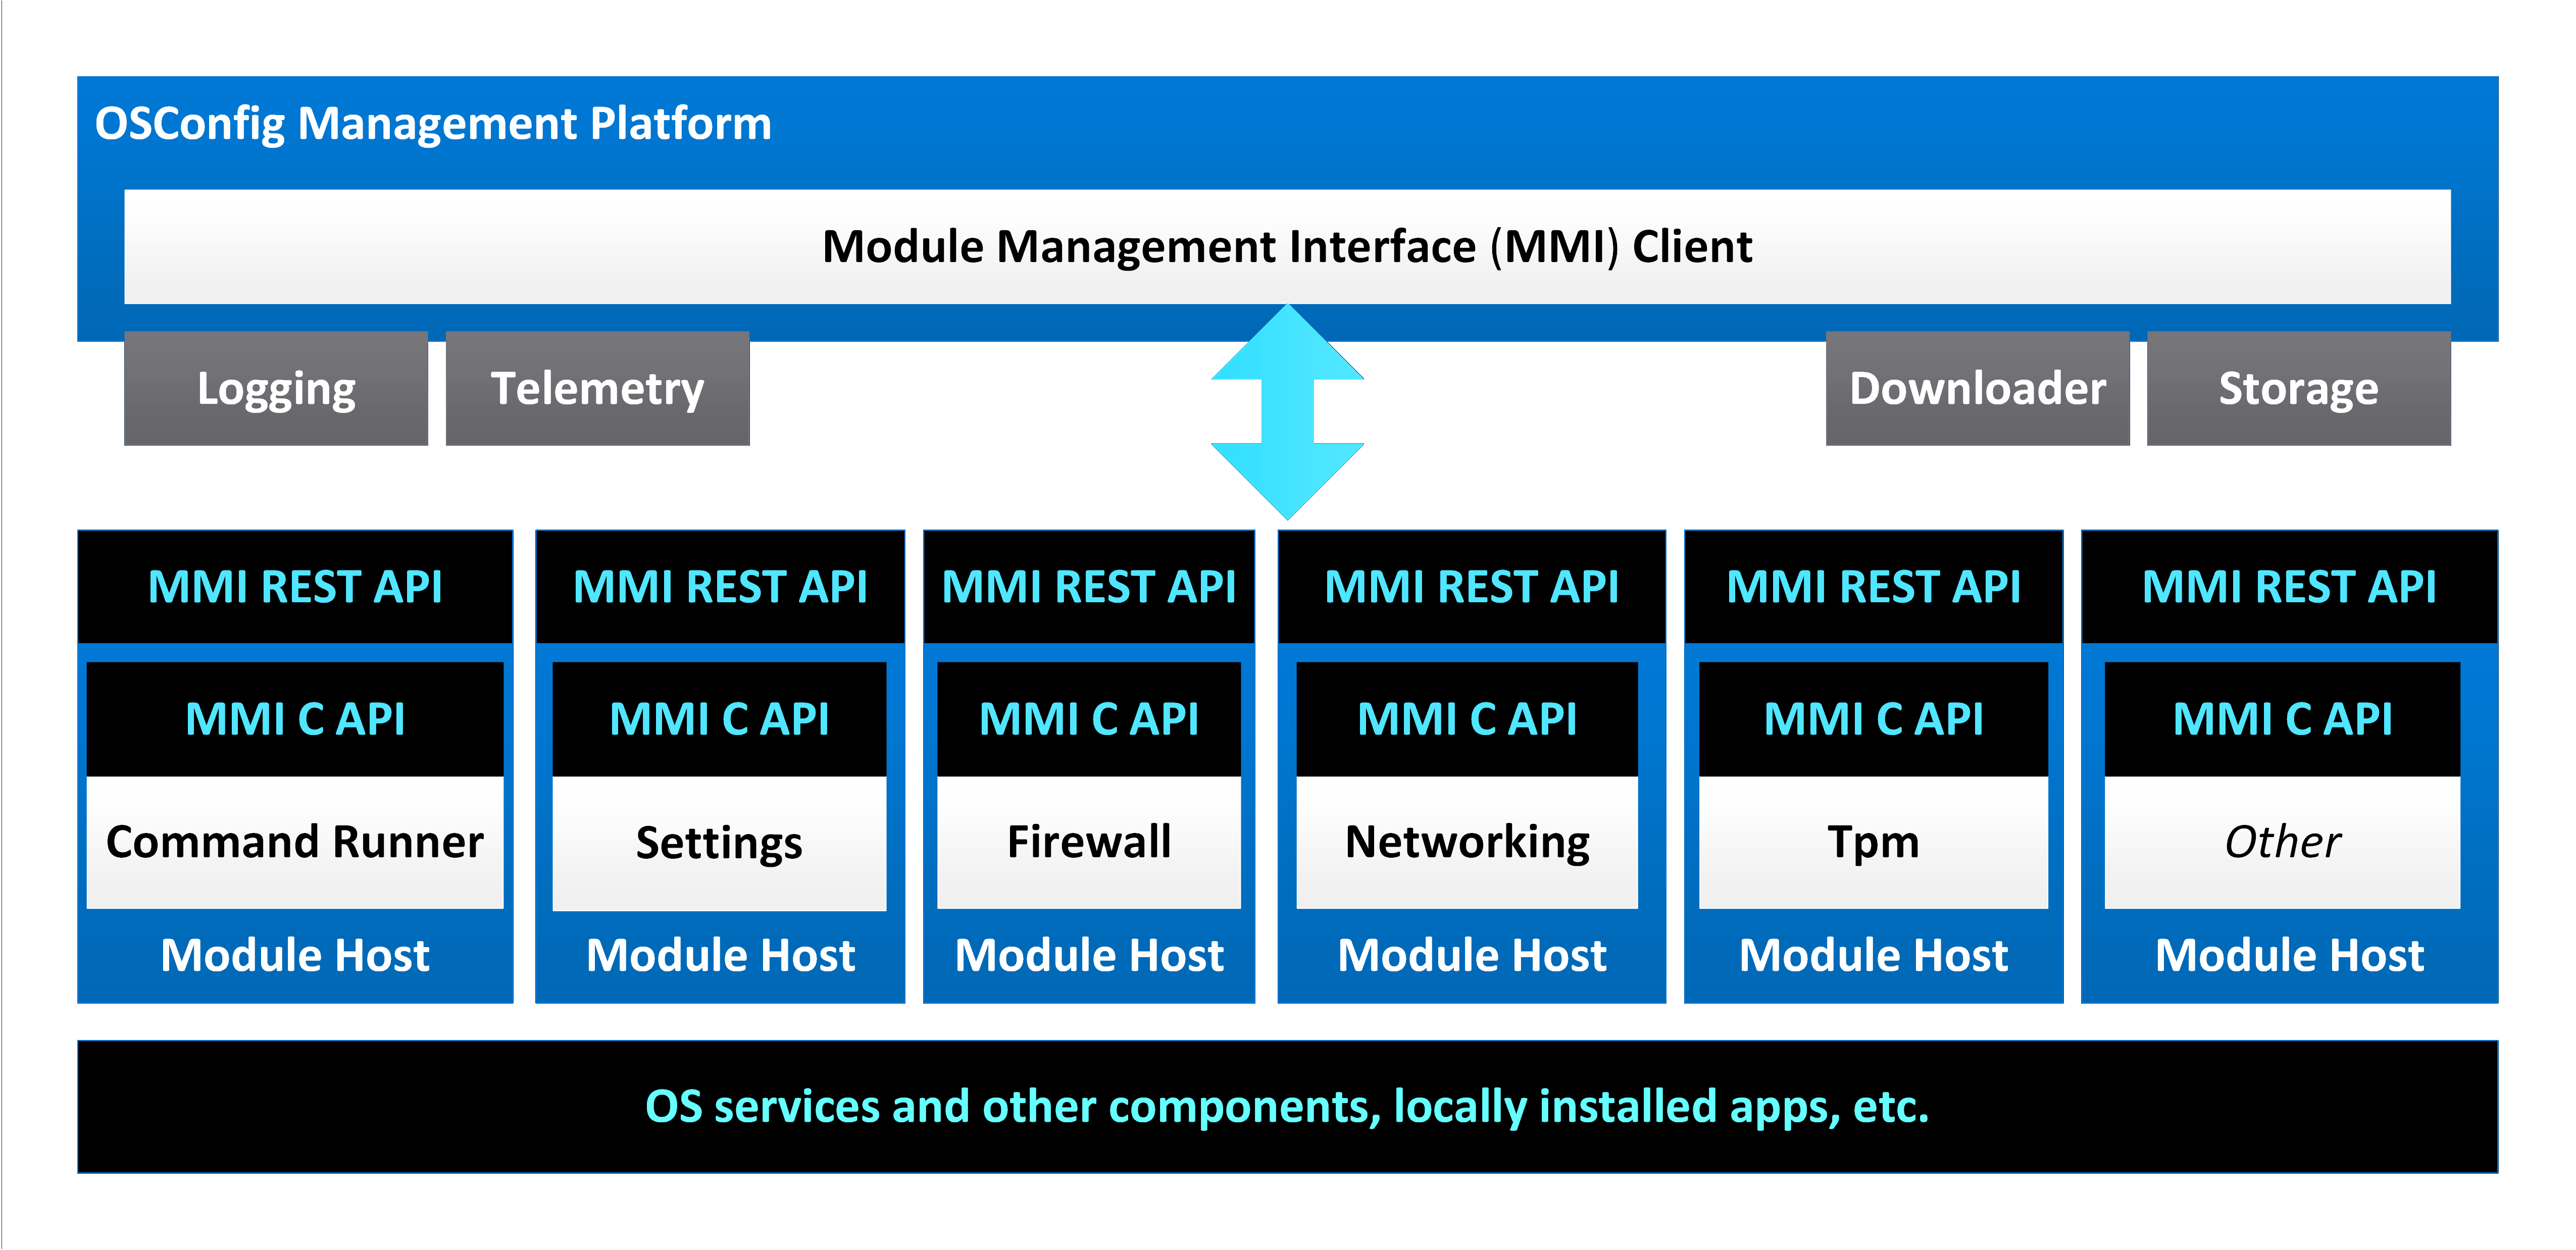 OSConfig Management Platform
Module Management Interface (MMI) Client
Logging
Telemetry
Downloader
Storage
MMI REST API
MMI REST API
MMI REST API
MMI REST API
MMI REST API
MMI REST API
MMI C API
MMI C API
MMI C API
MMI C API
MMI C API
MMI C API
Command Runner
Settings
Firewall
Networking
Tpm
Other
Module Host
Module Host
Module Host
Module Host
Module Host
Module Host
OS services and other components, locally installed apps, etc.